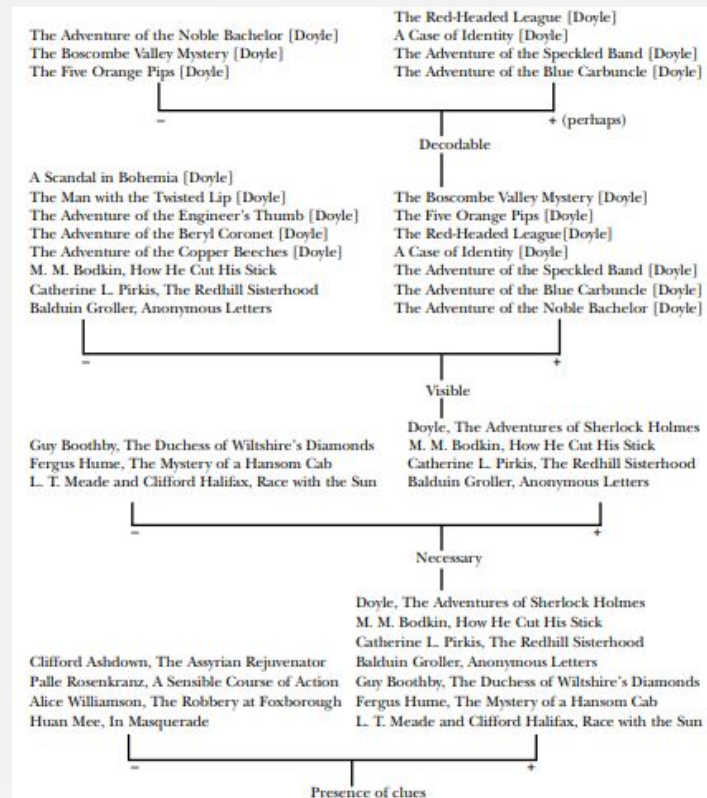 The Adventure of the Noble Bachelor [Doyle]
The Boscombe Valley Mystery [Doyle]
The Five Orange Pips [Doyle]
The Red-Headed League [Doyle]
A Case of Identity [Doyle]
The Adventure of the Speckled Band [Doyle]
The Adventure of the Blue Carbuncle [Doyle]
–
+ (perhaps)
Decodable
A Scandal in Bohemia [Doyle]
The Man with the Twisted Lip [Doyle]
The Adventure of the Engineer's Thumb [Doyle]
The Adventure of the Beryl Coronet [Doyle]
The Adventure of the Copper Beeches [Doyle]
M. M. Bodkin, How He Cut His Stick
Catherine L. Pirkis, The Redhill Sisterhood
Balduin Groller, Anonymous Letters
The Boscombe Valley Mystery [Doyle]
The Five Orange Pips [Doyle]
The Red-Headed League[Doyle]
A Case of Identity [Doyle]
The Adventure of the Speckled Band [Doyle]
The Adventure of the Blue Carbuncle [Doyle]
The Adventure of the Noble Bachelor [Doyle]
–
+
Visible
Guy Boothby, The Duchess of Wiltshire's Diamonds
Fergus Hume, The Mystery of a Hansom Cab
L. T. Meade and Clifford Halifax, Race with the Sun
Doyle, The Adventures of Sherlock Holmes
M. M. Bodkin, How He Cut His Stick
Catherine L. Pirkis, The Redhill Sisterhood
Balduin Groller, Anonymous Letters
–
+
Necessary
Clifford Ashdown, The Assyrian Rejuvenator
Palle Rosenkranz, A Sensible Course of Action
Alice Williamson, The Robbery at Foxborough
Huan Mee, In Masquerade
Doyle, The Adventures of Sherlock Holmes
M. M. Bodkin, How He Cut His Stick
Catherine L. Pirkis, The Redhill Sisterhood
Balduin Groller, Anonymous Letters
Guy Boothby, The Duchess of Wiltshire's Diamonds
Fergus Hume, The Mystery of a Hansom Cab
L. T. Meade and Clifford Halifax, Race with the Sun
–
+
Presence of clues